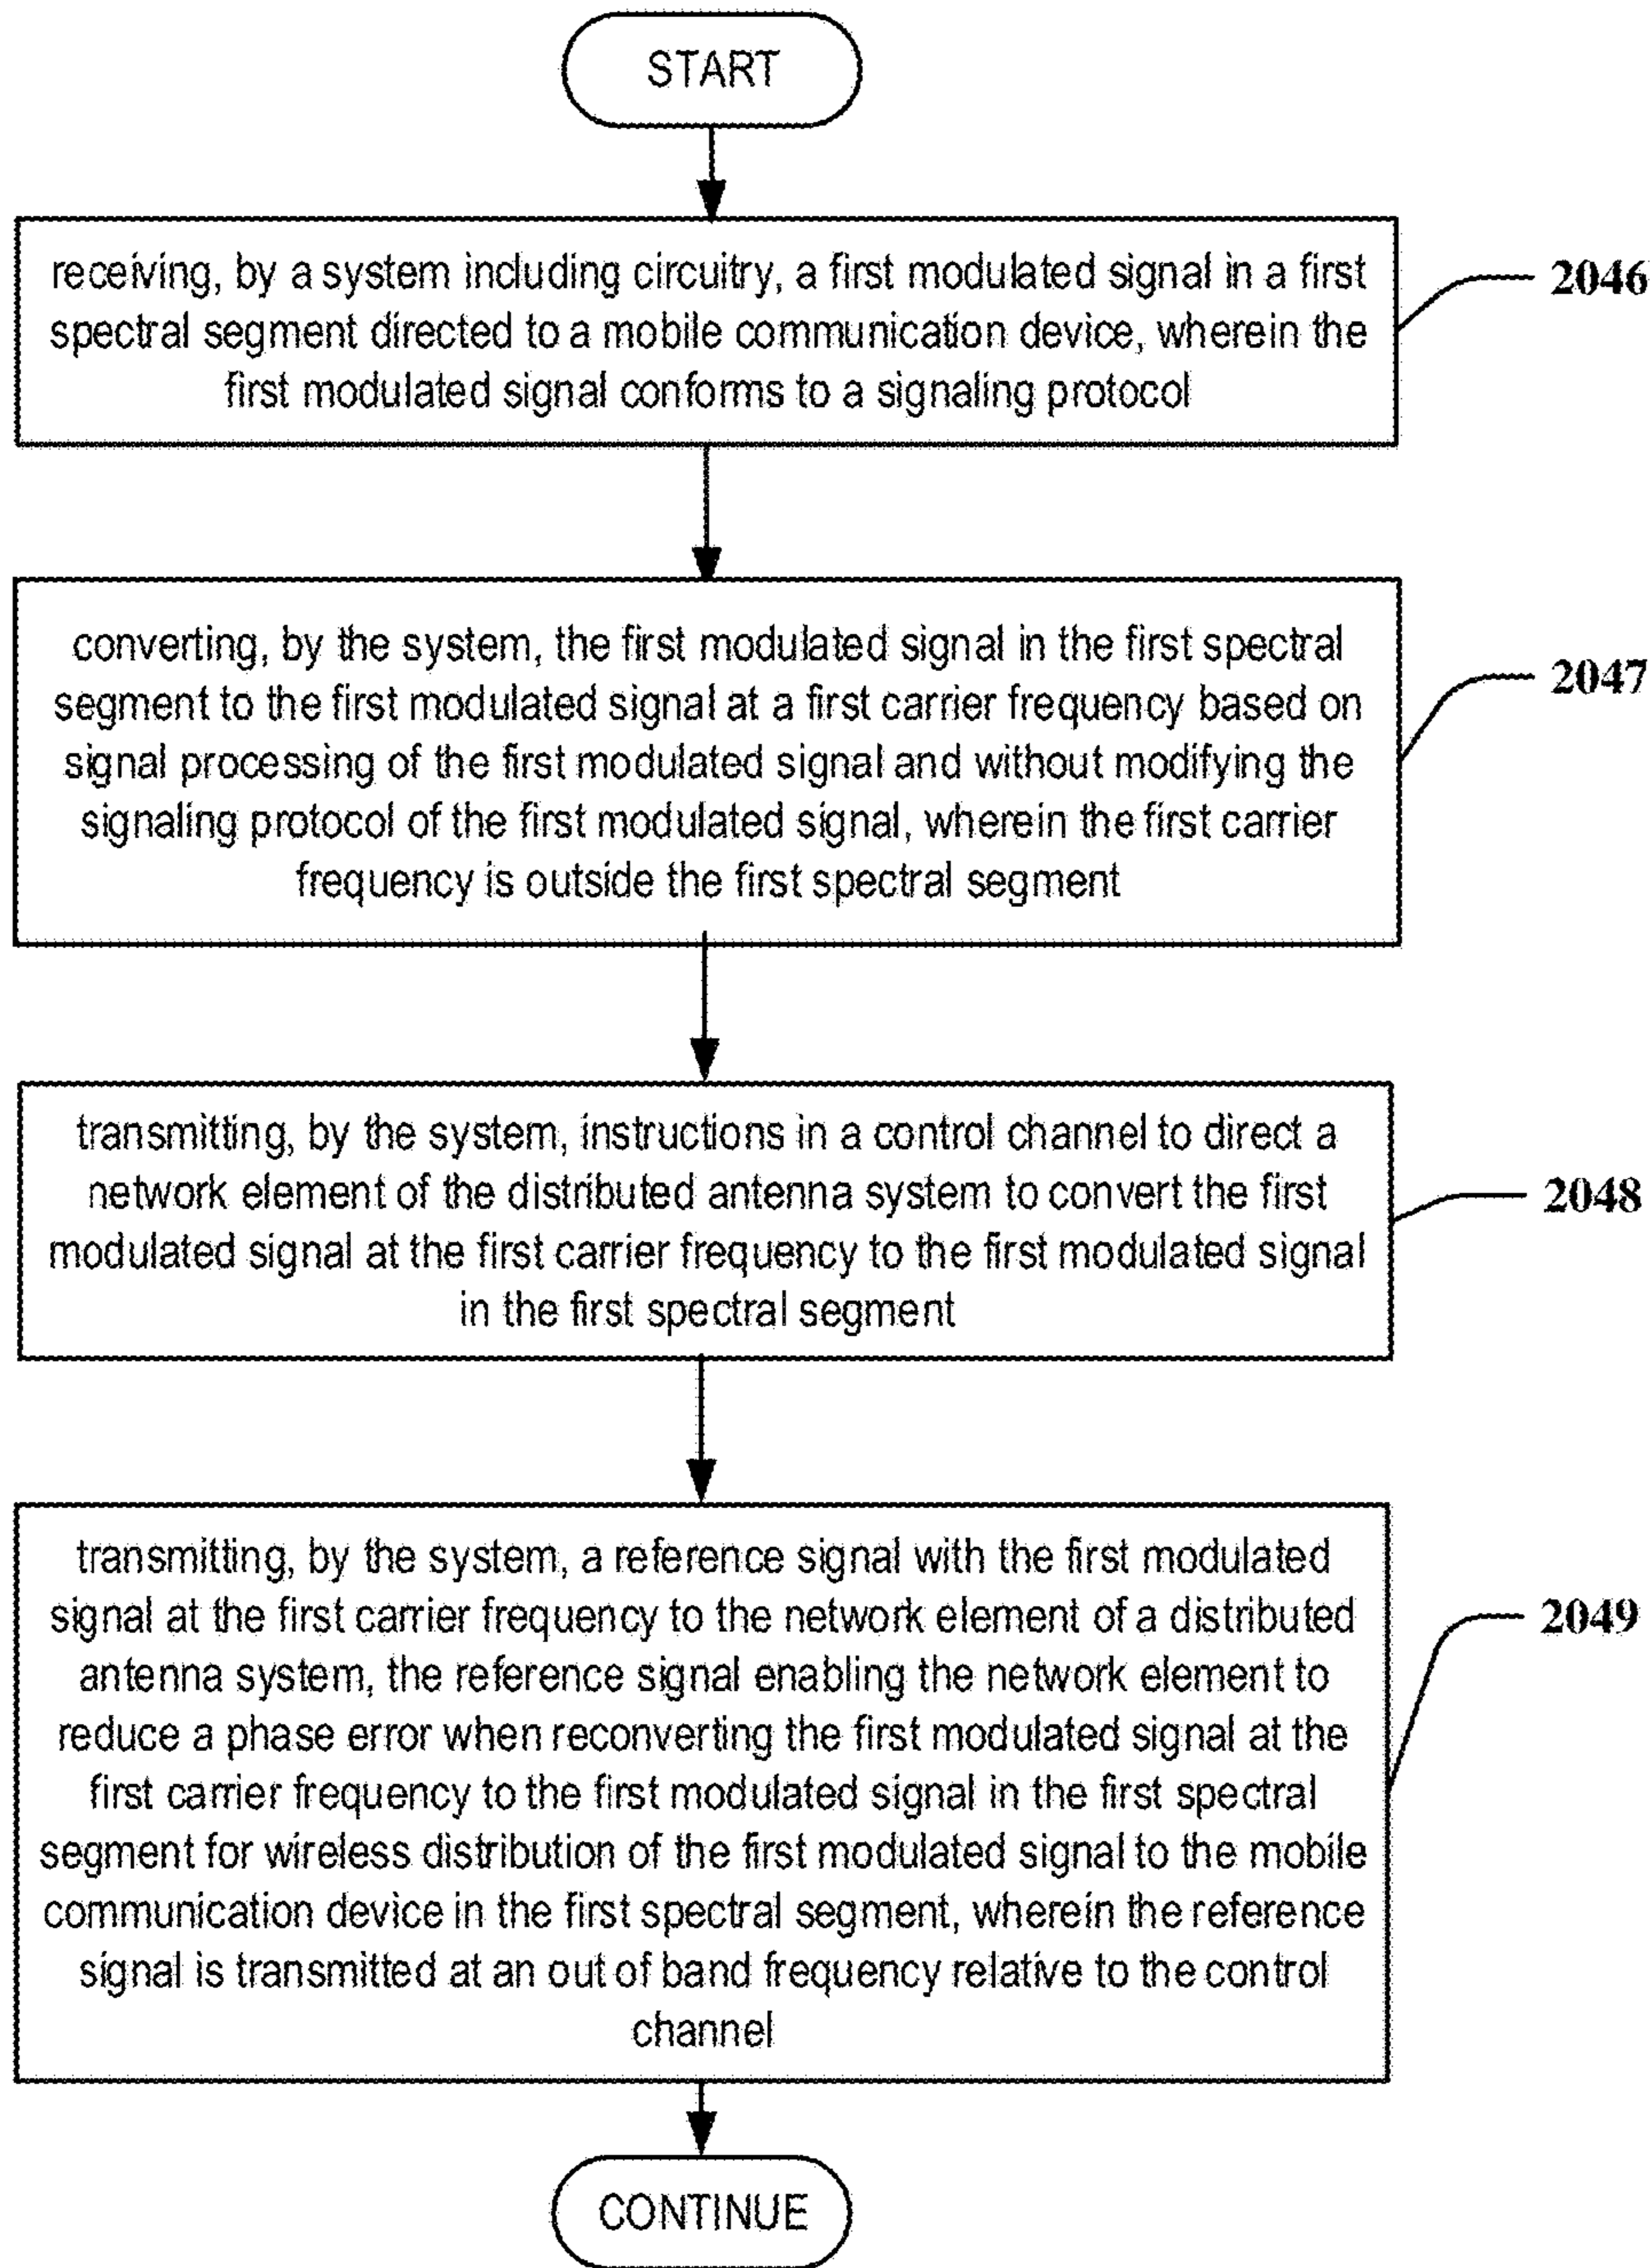 START
receiving, by a system including circuitry, a first modulated signal in a first
spectral segment directed to a mobile communication device, wherein the
first modulated signal conforms to a signaling protocol
2046
converting, by the system, the first modulated signal in the first spectral
segment to the first modulated signal at a first carrier frequency based on
signal processing of the first modulated signal and without modifying the
signaling protocol of the first modulated signal, wherein the first carrier
frequency is outside the first spectral segment
2047
transmitting, by the system, instructions in a control channel to direct a
network element of the distributed antenna system to convert the first
modulated signal at the first carrier frequency to the first modulated signal
in the first spectral segment
2048
transmitting, by the system, a reference signal with the first modulated
signal at the first carrier frequency to the network element of a distributed
antenna system, the reference signal enabling the network element to
reduce a phase error when reconverting the first modulated signal at the
first carrier frequency to the first modulated signal in the first spectral
segment for wireless distribution of the first modulated signal to the mobile
communication device in the first spectral segment, wherein the reference
signal is transmitted at an out of band frequency relative to the control
channel
2049
CONTINUE